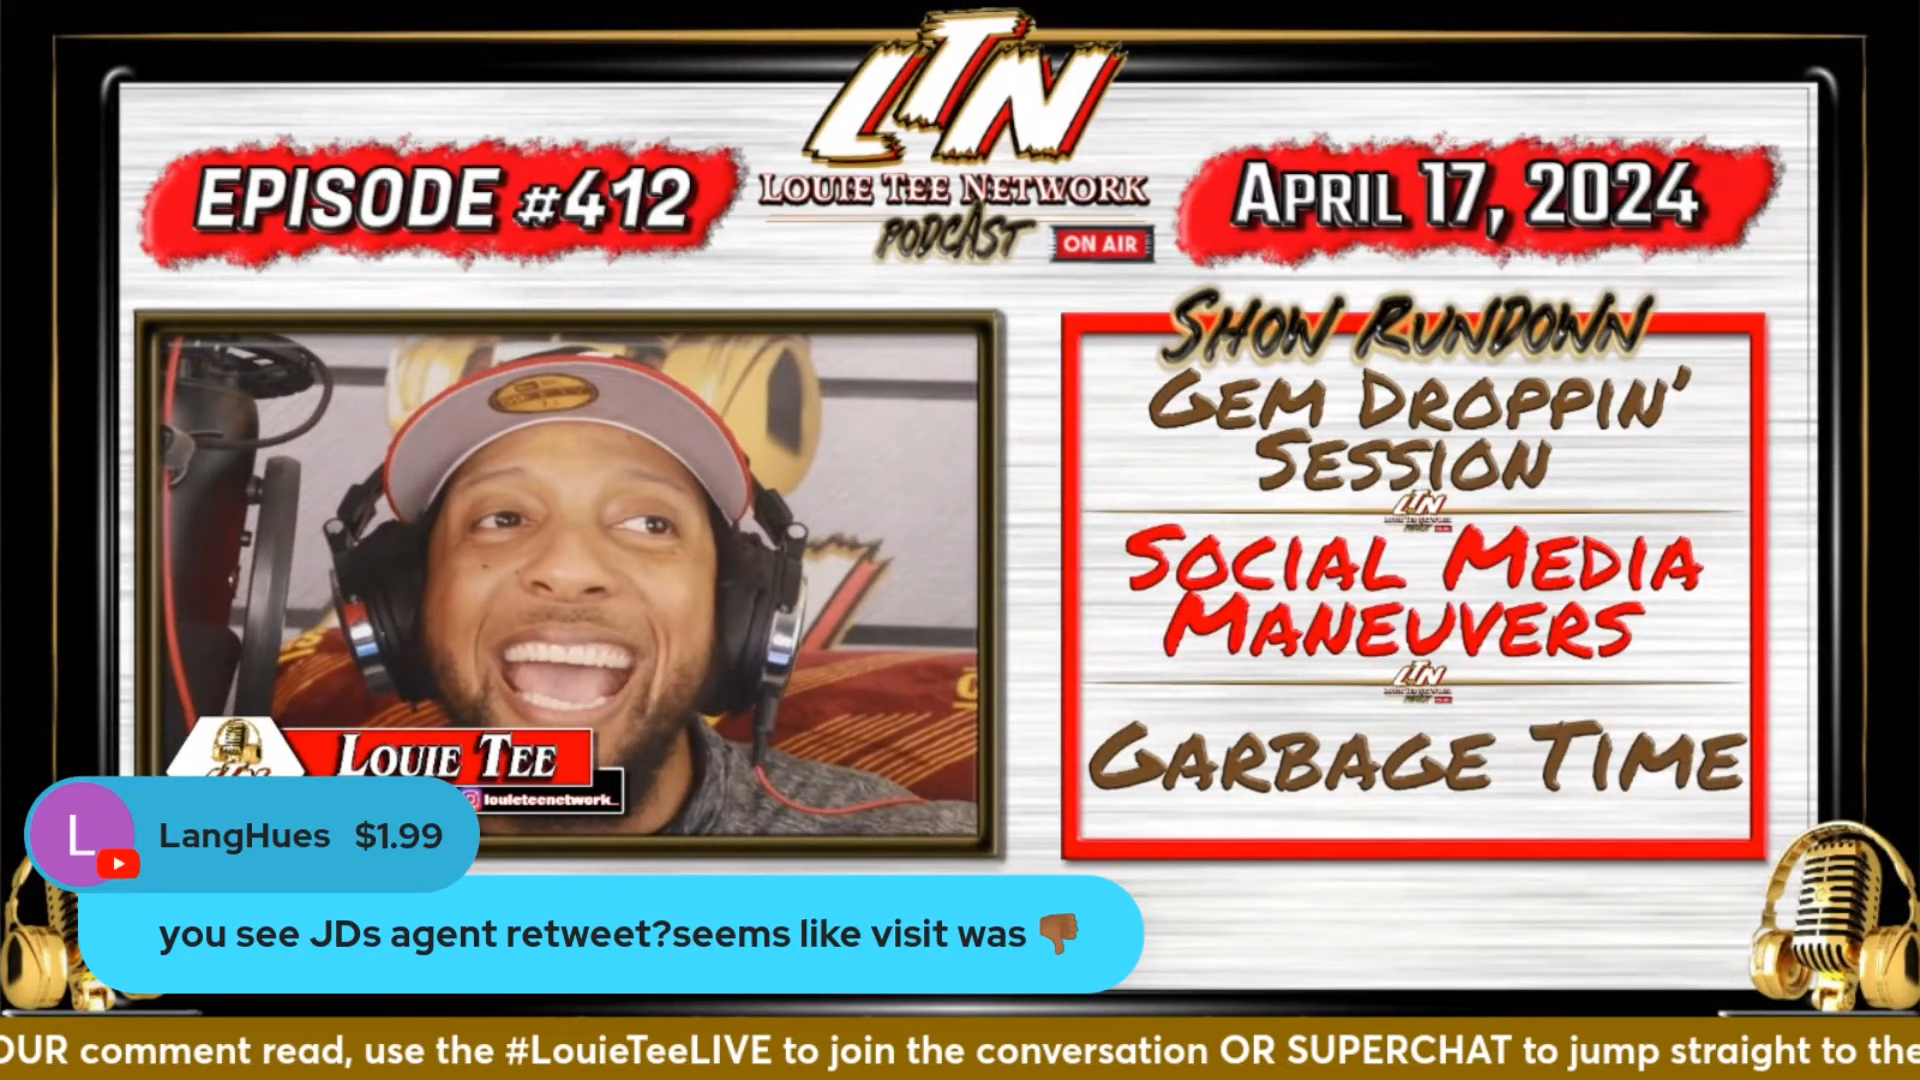 LTN
LOUIE TEE NETWORK
PODCAST
ON AIR
EPISODE #412
APRIL 17, 2024
SHOW RUNDOWN
GEM DROPPIN'
SESSION
LTN
SOCIAL MEDIA
MANEUVERS
LTN
GARBAGE TIME
LOUIE TEE
louieteenetwork_
L
LangHues $1.99
you see JDs agent retweet?seems like visit was 👎🏾
OUR comment read, use the #LouieTeeLIVE to join the conversation OR SUPERCHAT to jump straight to the